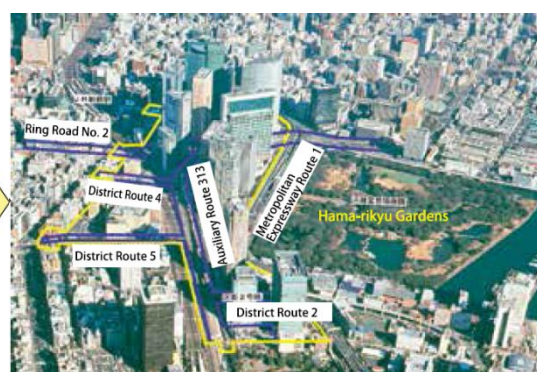 Ring Road No. 2
District Route 4
Auxiliary Route 313
Metropolitan
Expressway Route 1
Hama-rikyu Gardens
District Route 5
District Route 2